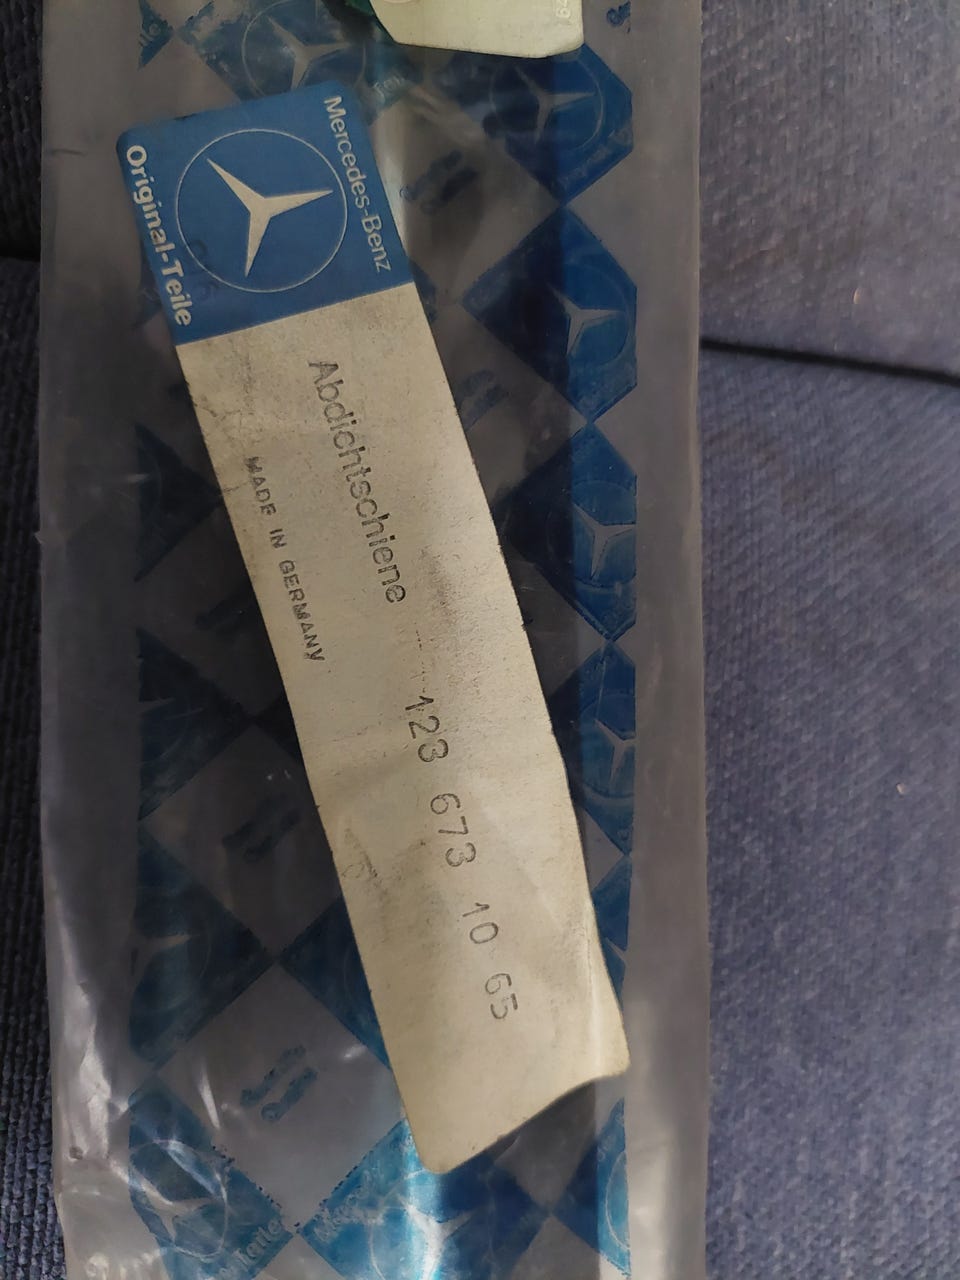 Mercedes-Benz
Original-Teile
Abdichtschiene 123 673 10 65
MADE IN GERMANY